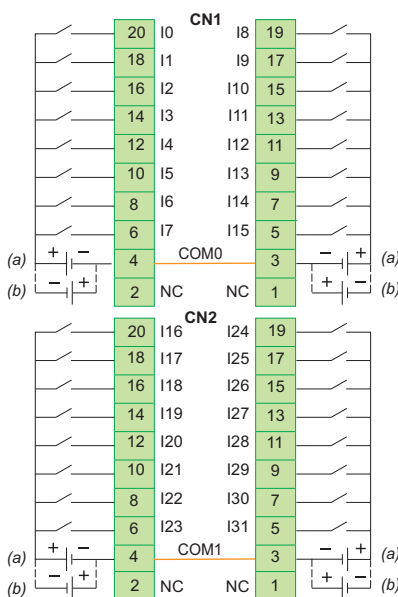 CN1
20 I0 I8 19
18 I1 I9 17
16 I2 I10 15
14 I3 I11 13
12 I4 I12 11
10 I5 I13 9
8 I6 I14 7
6 I7 I15 5
(a) + − 4 COM0 3 − + (a)
(b) − + 2 NC NC 1 + − (b)
CN2
20 I16 I24 19
18 I17 I25 17
16 I18 I26 15
14 I19 I27 13
12 I20 I28 11
10 I21 I29 9
8 I22 I30 7
6 I23 I31 5
(a) + − 4 COM1 3 − + (a)
(b) − + 2 NC NC 1 + − (b)